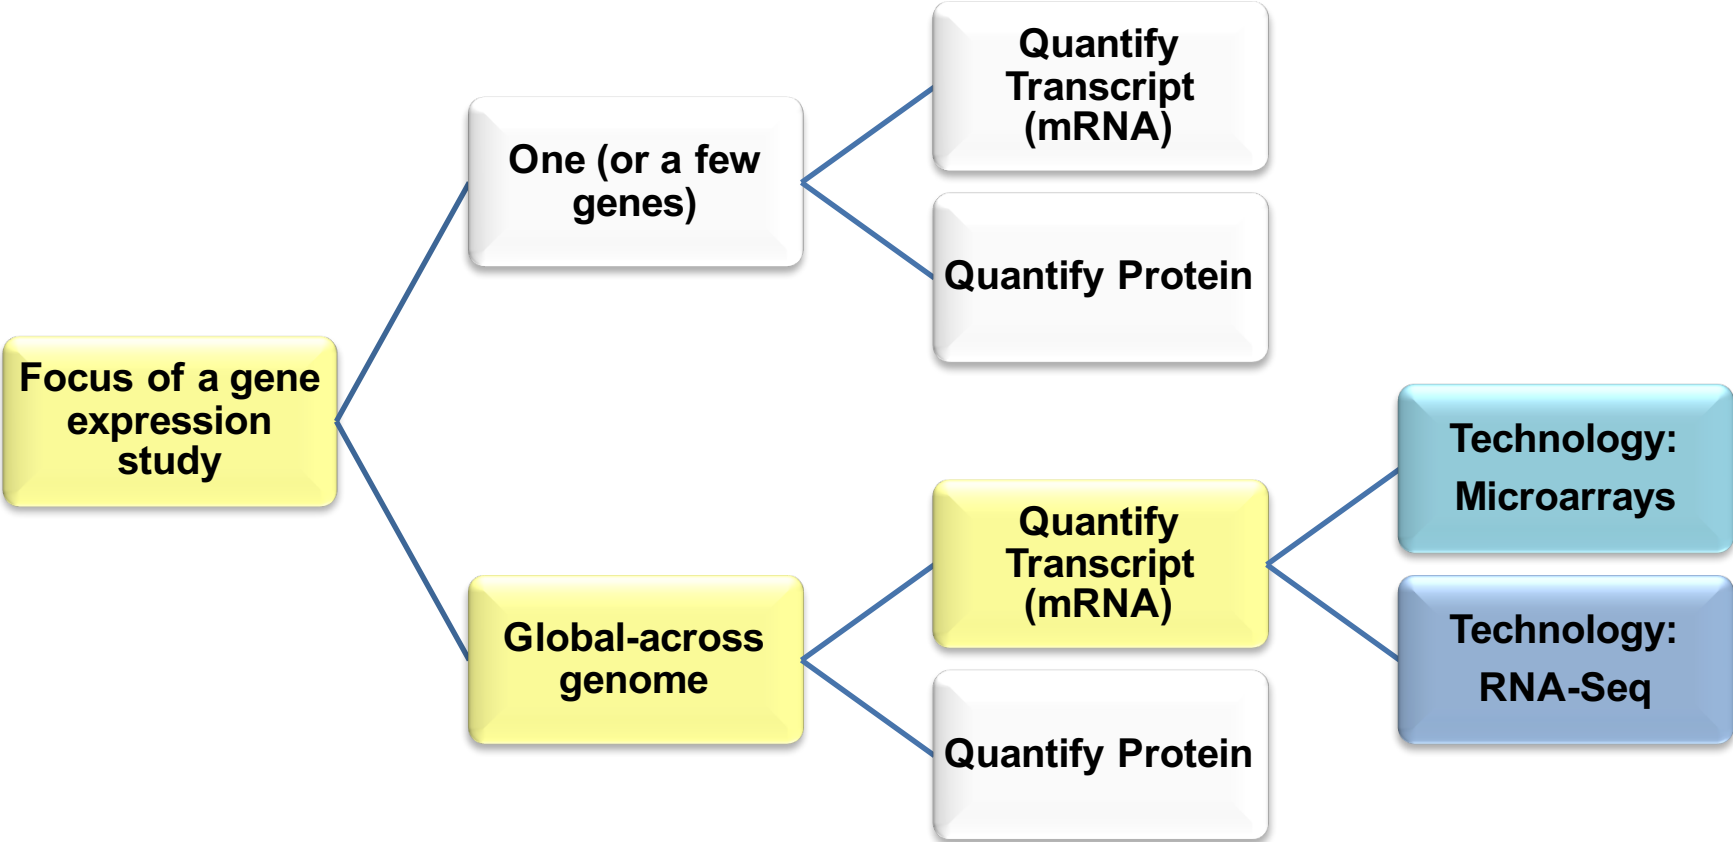 Focus of a gene
expression
study
One (or a few
genes)
Quantify
Transcript
(mRNA)
Quantify Protein
Global-across
genome
Quantify
Transcript
(mRNA)
Quantify Protein
Technology:
Microarrays
Technology:
RNA-Seq